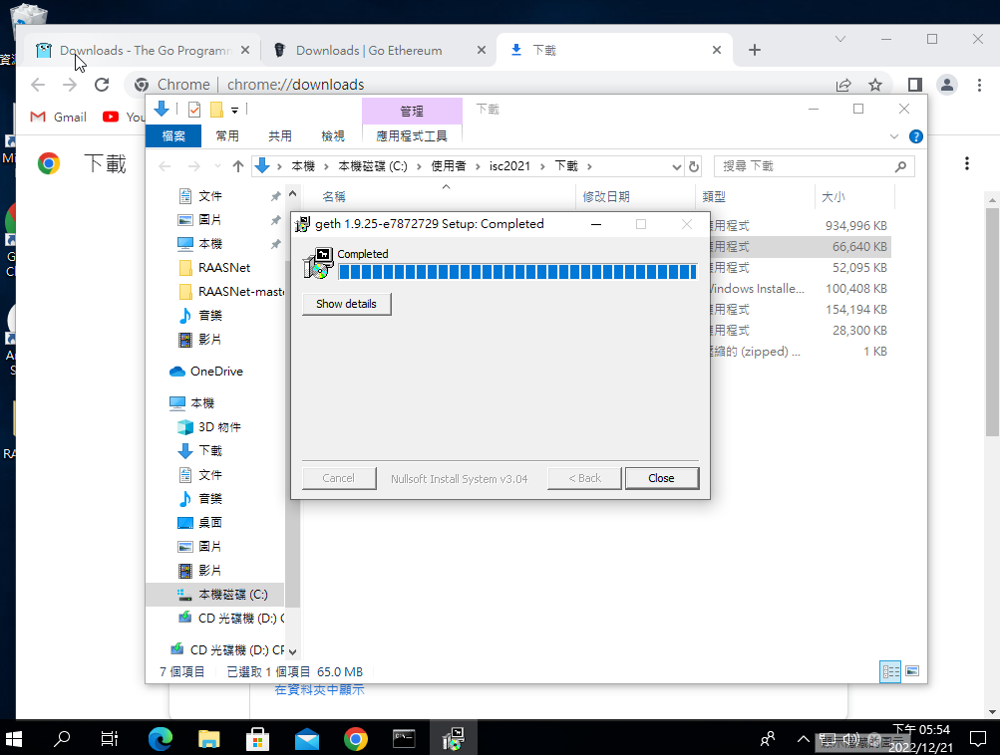 Downloads - The Go Programm
Downloads | Go Ethereum
下載
Chrome
chrome://downloads
Gmail
You
下載
管理
下載
檔案
常用
共用
檢視
應用程式工具
本機
本機磁碟 (C:)
使用者
isc2021
下載
搜尋 下載
名稱
修改日期
類型
大小
文件
圖片
本機
RAASNet
RAASNet-maste
音樂
影片
OneDrive
本機
3D 物件
下載
文件
音樂
桌面
圖片
影片
本機磁碟 (C:)
CD 光碟機 (D:) C
CD 光碟機 (D:) CP
用程式 934,996 KB
用程式 66,640 KB
用程式 52,095 KB
Windows Installe... 100,408 KB
用程式 154,194 KB
用程式 28,300 KB
壓縮的 (zipped) ... 1 KB
geth 1.9.25-e7872729 Setup: Completed
Completed
Show details
Cancel
Nullsoft Install System v3.04
< Back
Close
7 個項目
已選取 1 個項目 65.0 MB
在資料夾中顯示
下午 05:54
2022/12/21